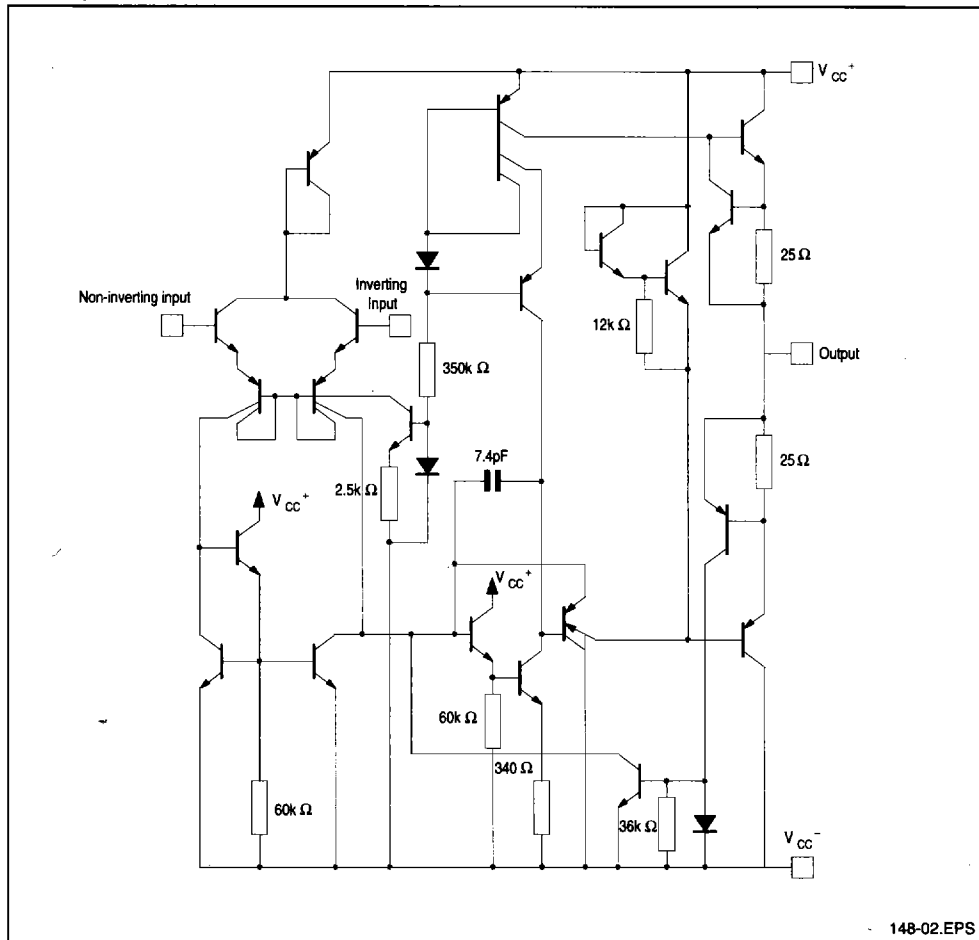 V CC +
Non-inverting input
Inverting
Input
25 Ω
12k Ω
Output
350k Ω
7.4pF
25 Ω
2.5k Ω
V CC +
V CC +
60k Ω
340 Ω
60k Ω
36k Ω
V CC -
148-02.EPS